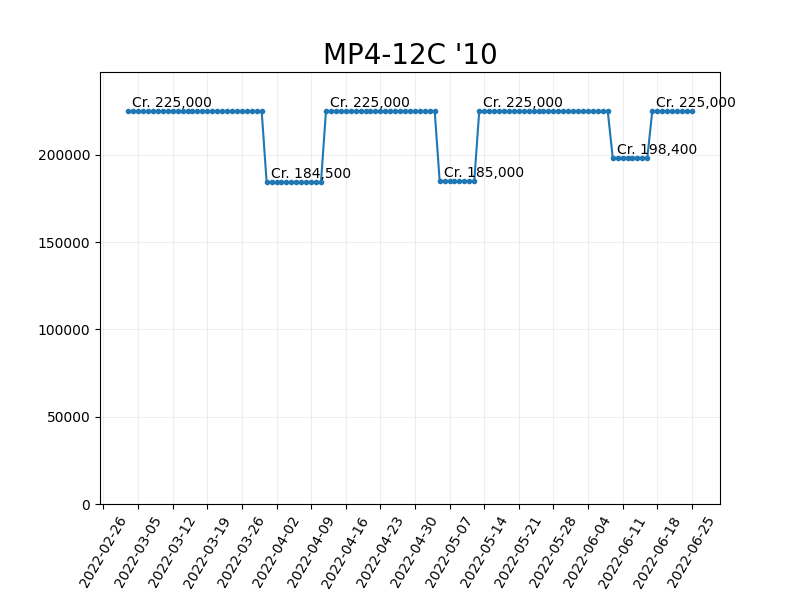 MP4-12C '10
Cr. 225,000
Cr. 225,000
Cr. 225,000
Cr. 225,000
Cr. 198,400
Cr. 184,500
Cr. 185,000
200000
150000
100000
50000
0
2022-02-26
2022-03-05
2022-03-12
2022-03-19
2022-03-26
2022-04-02
2022-04-09
2022-04-16
2022-04-23
2022-04-30
2022-05-07
2022-05-14
2022-05-21
2022-05-28
2022-06-04
2022-06-11
2022-06-18
2022-06-25